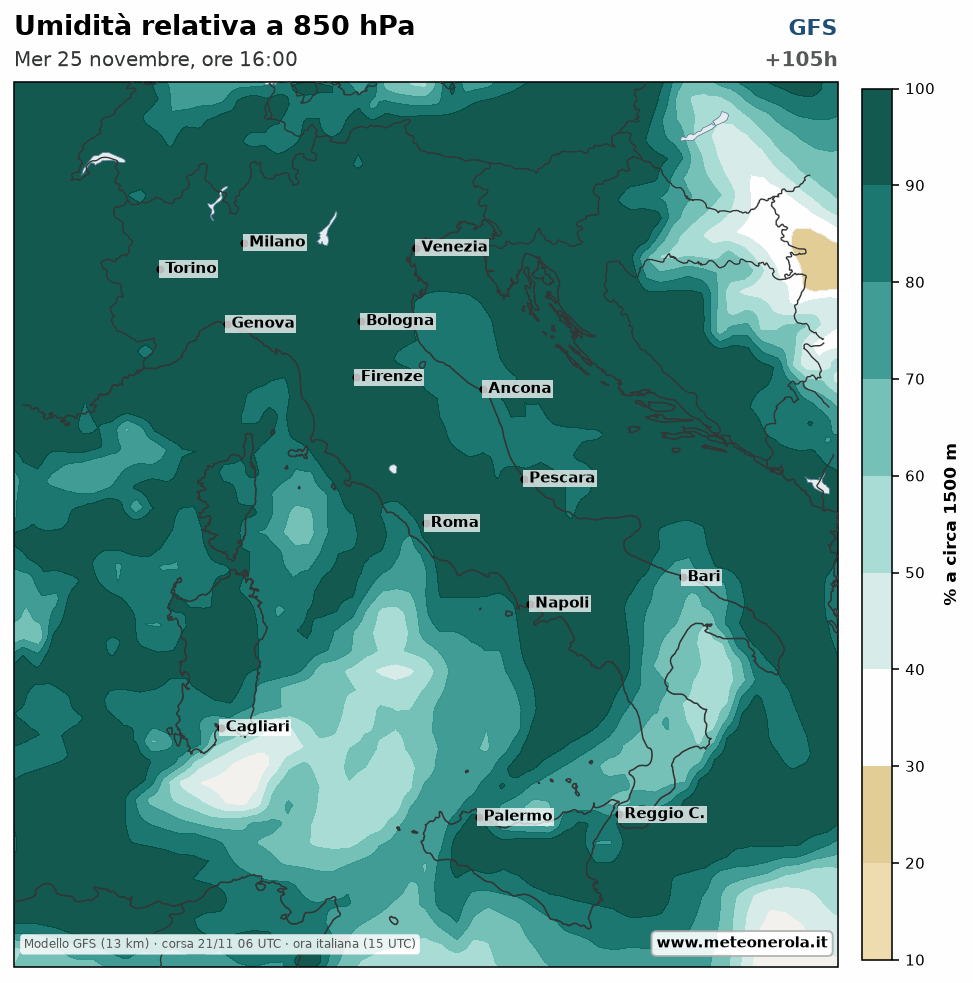 Umidità relativa a 850 hPa
GFS
Mer 25 novembre, ore 16:00
+105h
Milano
Venezia
Torino
Genova
Bologna
Firenze
Ancona
Pescara
Roma
Bari
Napoli
Cagliari
Palermo
Reggio C.
Modello GFS (13 km) · corsa 21/11 06 UTC · ora italiana (15 UTC)
www.meteonerola.it
100
90
80
70
60
50
40
30
20
10
% a circa 1500 m